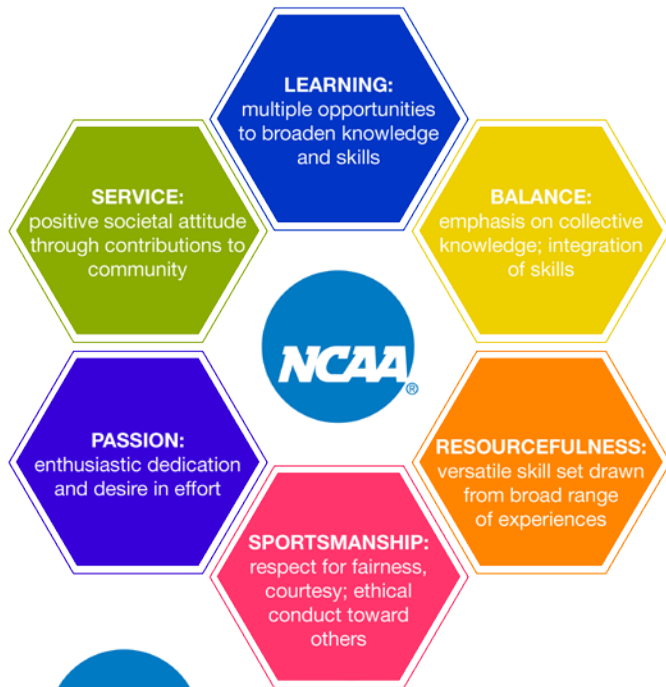 LEARNING:
multiple opportunities
to broaden knowledge
and skills
SERVICE:
positive societal attitude
through contributions to
community
BALANCE:
emphasis on collective
knowledge; integration
of skills
NCAA®
PASSION:
enthusiastic dedication
and desire in effort
RESOURCEFULNESS:
versatile skill set drawn
from broad range
of experiences
SPORTSMANSHIP:
respect for fairness,
courtesy; ethical
conduct toward
others